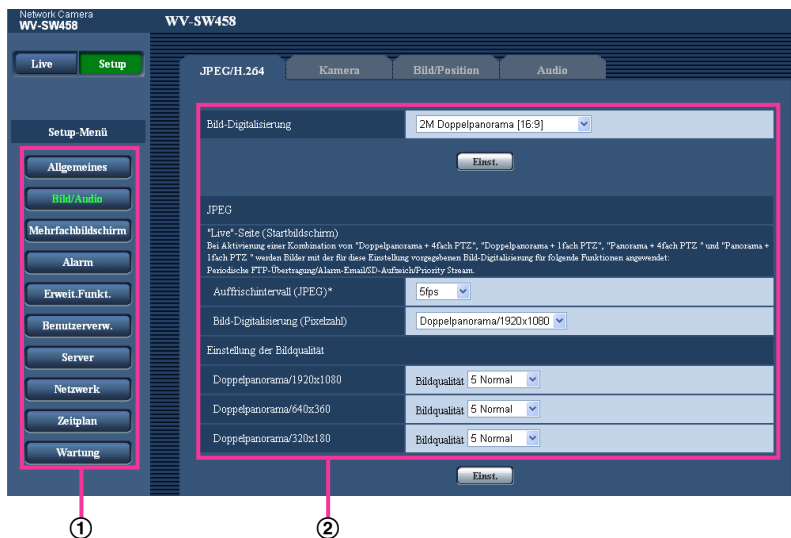 Network Camera
WV-SW458
WV-SW458
Live
Setup
JPEG/H.264
Kamera
Bild/Position
Audio
Setup-Menü
Allgemeines
Bild/Audio
Mehrfachbildschirm
Alarm
Erweit.Funkt.
Benutzerverw.
Server
Netzwerk
Zeitplan
Wartung
Bild-Digitalisierung
2M Doppelpanorama [16:9]
Einst.
JPEG
"Live"-Seite (Startbildschirm)
Bei Aktivierung einer Kombination von "Doppelpanorama + 4fach PTZ", "Doppelpanorama + 1fach PTZ", "Panorama + 4fach PTZ " und "Panorama +
1fach PTZ " werden Bilder mit der für diese Einstellung vorgegebenen Bild-Digitalisierung für folgende Funktionen angewendet:
Periodische FTP-Übertragung/Alarm-Email/SD-Aufzeich/Priority Stream.
Auffrischintervall (JPEG)*
5fps
Bild-Digitalisierung (Pixelzahl)
Doppelpanorama/1920x1080
Einstellung der Bildqualität
Doppelpanorama/1920x1080
Bildqualität 5 Normal
Doppelpanorama/640x360
Bildqualität 5 Normal
Doppelpanorama/320x180
Bildqualität 5 Normal
Einst.
① ②